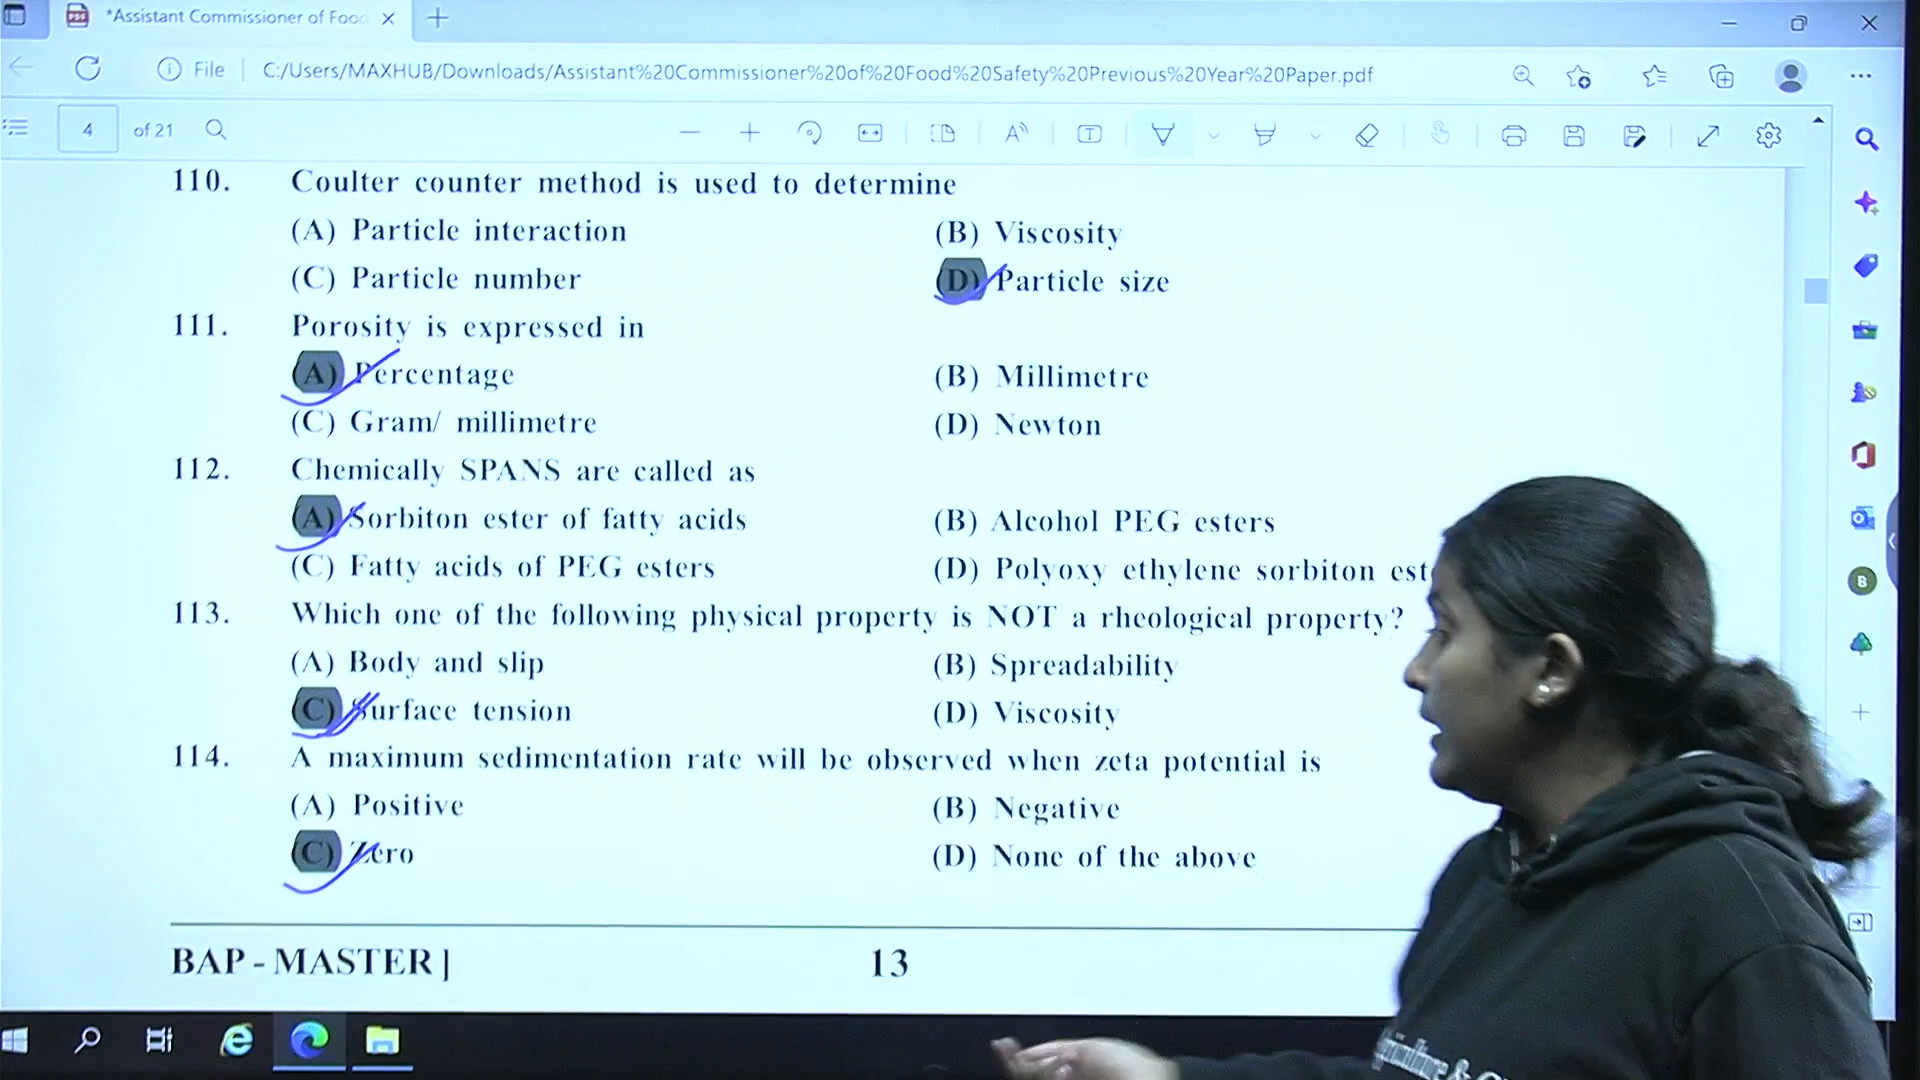 *Assistant Commissioner of Food
File
C:/Users/MAXHUB/Downloads/Assistant%20Commissioner%20of%20Food%20Safety%20Previous%20Year%20Paper.pdf
4 of 21
110. Coulter counter method is used to determine
(A) Particle interaction (B) Viscosity
(C) Particle number (D) Particle size
111. Porosity is expressed in
(A) Percentage (B) Millimetre
(C) Gram/ millimetre (D) Newton
112. Chemically SPANS are called as
(A) Sorbiton ester of fatty acids (B) Alcohol PEG esters
(C) Fatty acids of PEG esters (D) Polyoxy ethylene sorbiton est
113. Which one of the following physical property is NOT a rheological property?
(A) Body and slip (B) Spreadability
(C) Surface tension (D) Viscosity
114. A maximum sedimentation rate will be observed when zeta potential is
(A) Positive (B) Negative
(C) Zero (D) None of the above
BAP - MASTER ] 13